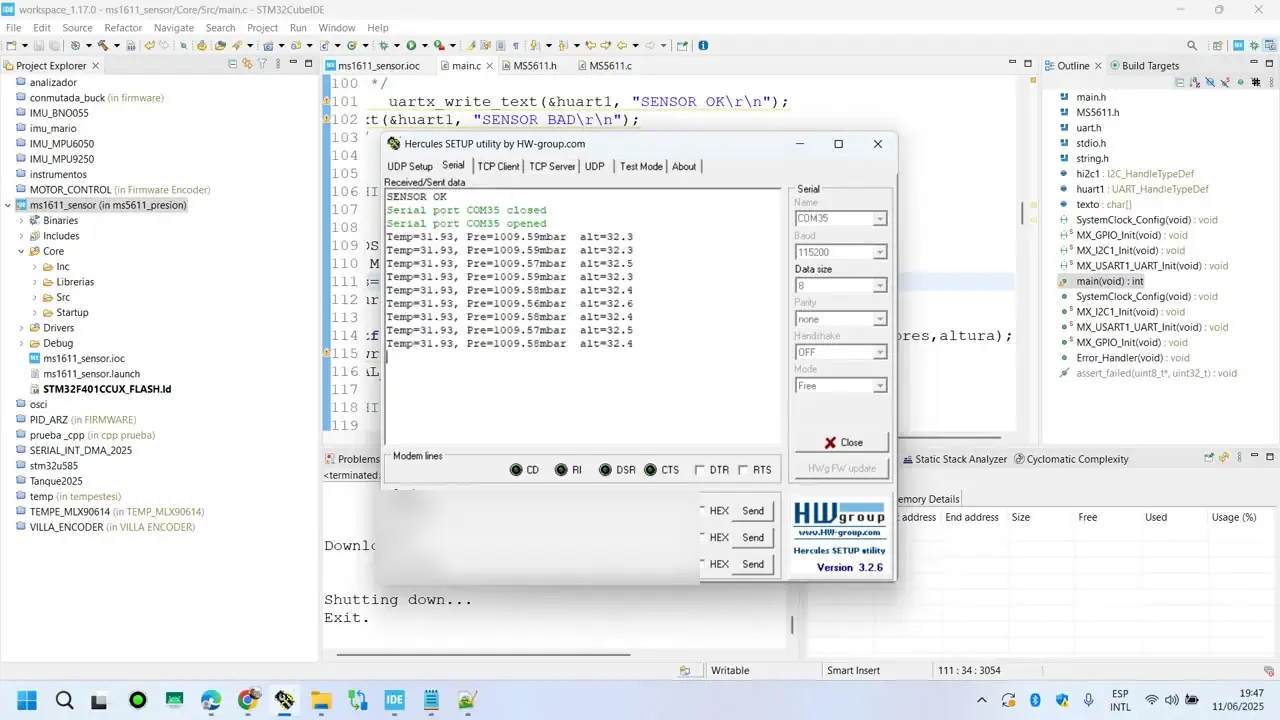 workspace_1.17.0 - ms1611_sensor/Core/Src/main.c - STM32CubeIDE
File Edit Source Refactor Navigate Search Project Run Window Help
Project Explorer
analizador
conmutada_buck (in firmware)
IMU_BNO055
imu_mario
IMU_MPU6050
IMU_MPU9250
instrumentos
MOTOR_CONTROL (in Firmware Encoder)
ms1611_sensor (in ms5611_presion)
Binaries
Includes
Core
Inc
Librerias
Src
Startup
Drivers
Debug
ms1611_sensor.ioc
ms1611_sensor.launch
STM32F401CCUX_FLASH.ld
osci
PID_ARZ (in FIRMWARE)
prueba _cpp (in cpp prueba)
SERIAL_INT_DMA_2025
stm32u585
Tanque2025
temp (in tempestesi)
TEMPE_MLX90614 (in TEMP_MLX90614)
VILLA_ENCODER (in VILLA ENCODER)
ms1611_sensor.ioc main.c MS5611.h MS5611.c
100 */
101 uartx_write_text(&huart1, "SENSOR OK\r\n");
102 xt(&huart1, "SENSOR BAD\r\n");
103
104
105
106
107
108
109
110
111
112
113
114 ores,altura);
115
116
117
118
119
Hercules SETUP utility by HW-group.com
UDP Setup Serial TCP Client TCP Server UDP Test Mode About
Received/Sent data
SENSOR OK
Serial port COM35 closed
Serial port COM35 opened
Temp=31.93, Pre=1009.59mbar alt=32.3
Temp=31.93, Pre=1009.59mbar alt=32.3
Temp=31.93, Pre=1009.57mbar alt=32.5
Temp=31.93, Pre=1009.59mbar alt=32.3
Temp=31.93, Pre=1009.58mbar alt=32.4
Temp=31.93, Pre=1009.56mbar alt=32.6
Temp=31.93, Pre=1009.58mbar alt=32.4
Temp=31.93, Pre=1009.57mbar alt=32.5
Temp=31.93, Pre=1009.58mbar alt=32.4
Serial
Name
COM35
Baud
115200
Data size
8
Parity
none
Handshake
OFF
Mode
Free
Close
HWg FW update
Modem lines
CD RI DSR CTS DTR RTS
HEX Send
HEX Send
HEX Send
HWgroup
www.HW-group.com
Hercules SETUP utility
Version 3.2.6
Outline Build Targets
main.h
MS5611.h
uart.h
stdio.h
string.h
hi2c1 : I2C_HandleTypeDef
huart1 : UART_HandleTypeDef
texto : char[]
SystemClock_Config(void) : void
MX_GPIO_Init(void) : void
MX_I2C1_Init(void) : void
MX_USART1_UART_Init(void) : void
main(void) : int
SystemClock_Config(void) : void
MX_I2C1_Init(void) : void
MX_USART1_UART_Init(void) : void
MX_GPIO_Init(void) : void
Error_Handler(void) : void
assert_failed(uint8_t*, uint32_t) : void
Problems
<terminated>
Shutting down...
Exit.
Static Stack Analyzer Cyclomatic Complexity
emory Details
address End address Size Free Used Usage (%)
Writable Smart Insert 111 : 34 : 3054
ESP
INTL
19:47
11/06/2025